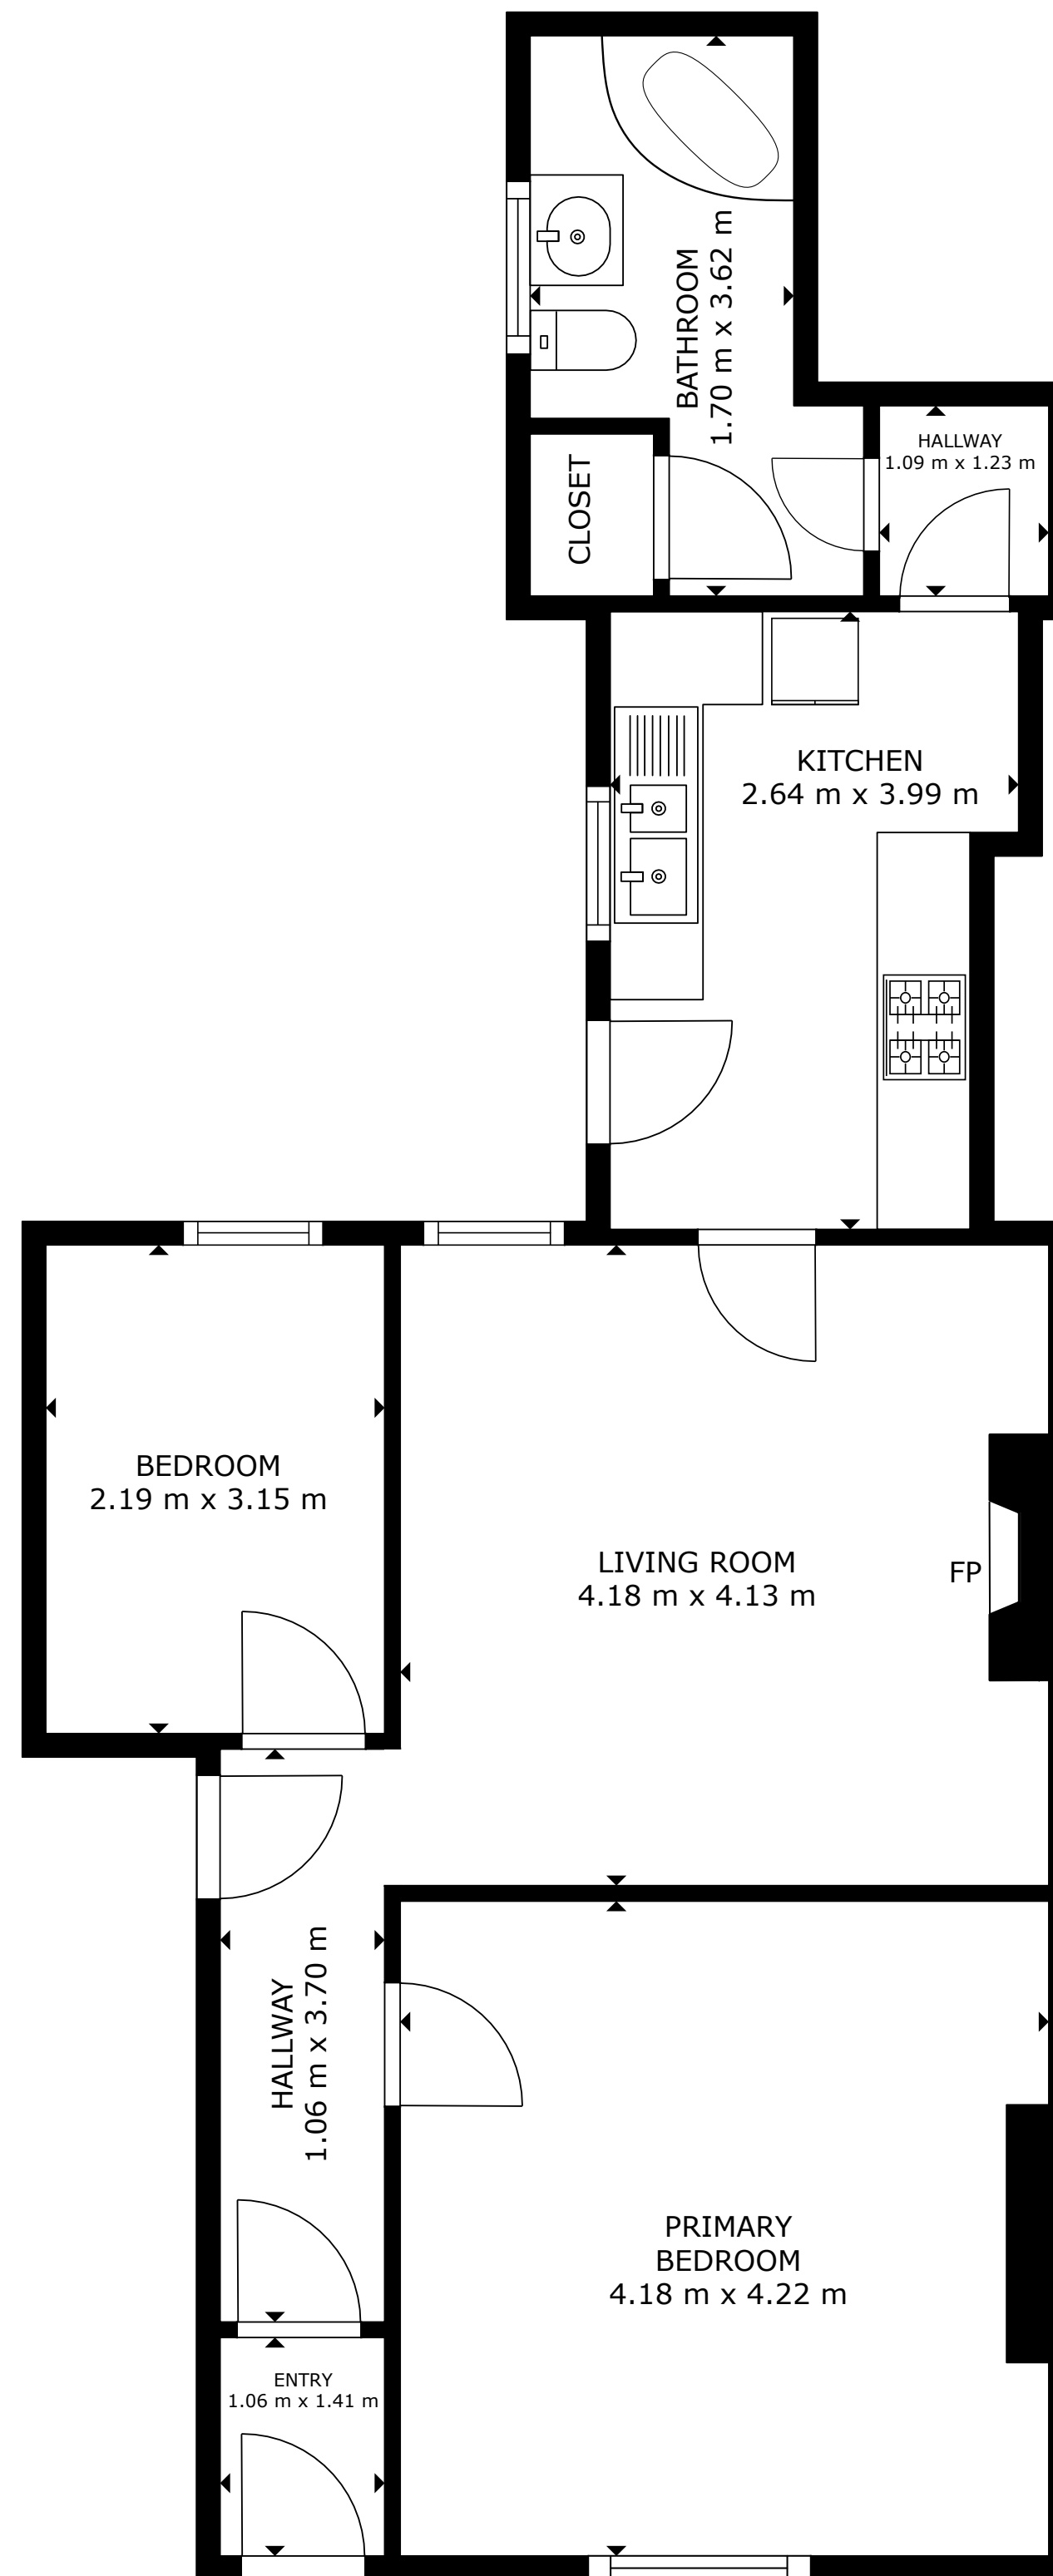 BATHROOM
1.70 m x 3.62 m
HALLWAY
1.09 m x 1.23 m
CLOSET
KITCHEN
2.64 m x 3.99 m
BEDROOM
2.19 m x 3.15 m
LIVING ROOM
4.18 m x 4.13 m
FP
HALLWAY
1.06 m x 3.70 m
PRIMARY
BEDROOM
4.18 m x 4.22 m
ENTRY
1.06 m x 1.41 m